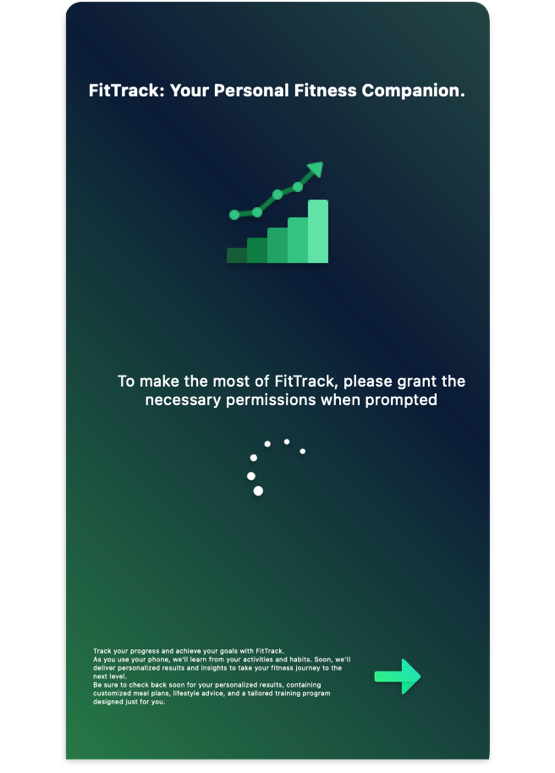 FitTrack: Your Personal Fitness Companion.
To make the most of FitTrack, please grant the
necessary permissions when prompted
Track your progress and achieve your goals with FitTrack.
As you use your phone, we'll learn from your activities and habits. Soon, we'll
deliver personalized results and insights to take your fitness journey to the
next level.
Be sure to check back soon for your personalized results, containing
customized meal plans, lifestyle advice, and a tailored training program
designed just for you.